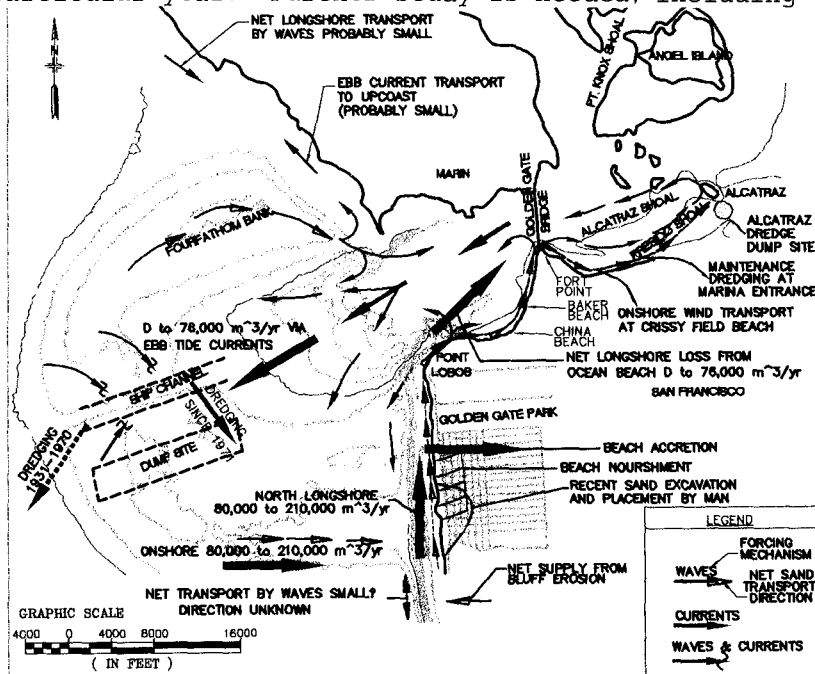 NET LONGSHORE TRANSPORT
BY WAVES PROBABLY SMALL
N
EBB CURRENT TRANSPORT
TO UPCOAST
(PROBABLY SMALL)
PT. KNOX SHOAL
ANGEL ISLAND
MARIN
GOLDEN GATE
BRIDGE
ALCATRAZ SHOAL
ALCATRAZ
PRESIDIO SHOAL
ALCATRAZ
DREDGE
DUMP SITE
FOURFATHOM BANK
MAINTENANCE
DREDGING AT
MARINA ENTRANCE
FORT
POINT
BAKER
BEACH
ONSHORE WIND TRANSPORT
AT CRISSY FIELD BEACH
CHINA
BEACH
D to 76,000 m^3/yr VIA
EBB TIDE CURRENTS
NET LONGSHORE LOSS FROM
OCEAN BEACH D to 76,000 m^3/yr
POINT
LOBOS
SAN FRANCISCO
SHIP CHANNEL
DREDGING
SINCE 1971
GOLDEN GATE PARK
DREDGING
1931-1970
DUMP SITE
BEACH ACCRETION
BEACH NOURISHMENT
RECENT SAND EXCAVATION
AND PLACEMENT BY MAN
NORTH LONGSHORE
80,000 to 210,000 m^3/yr
ONSHORE 80,000 to 210,000 m^3/yr
NET SUPPLY FROM
BLUFF EROSION
NET TRANSPORT BY WAVES SMALL?
DIRECTION UNKNOWN
GRAPHIC SCALE
4000 0 4000 8000 16000
( IN FEET )
LEGEND
FORCING
MECHANISM
WAVES
NET SAND
TRANSPORT
DIRECTION
CURRENTS
WAVES & CURRENTS